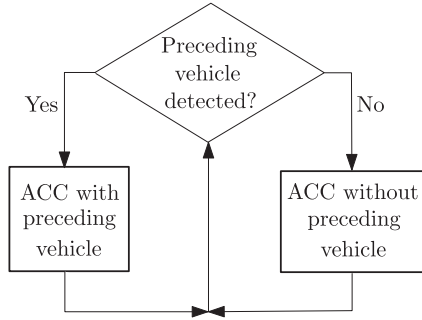 Preceding
vehicle
detected?
Yes
No
ACC with
preceding
vehicle
ACC without
preceding
vehicle